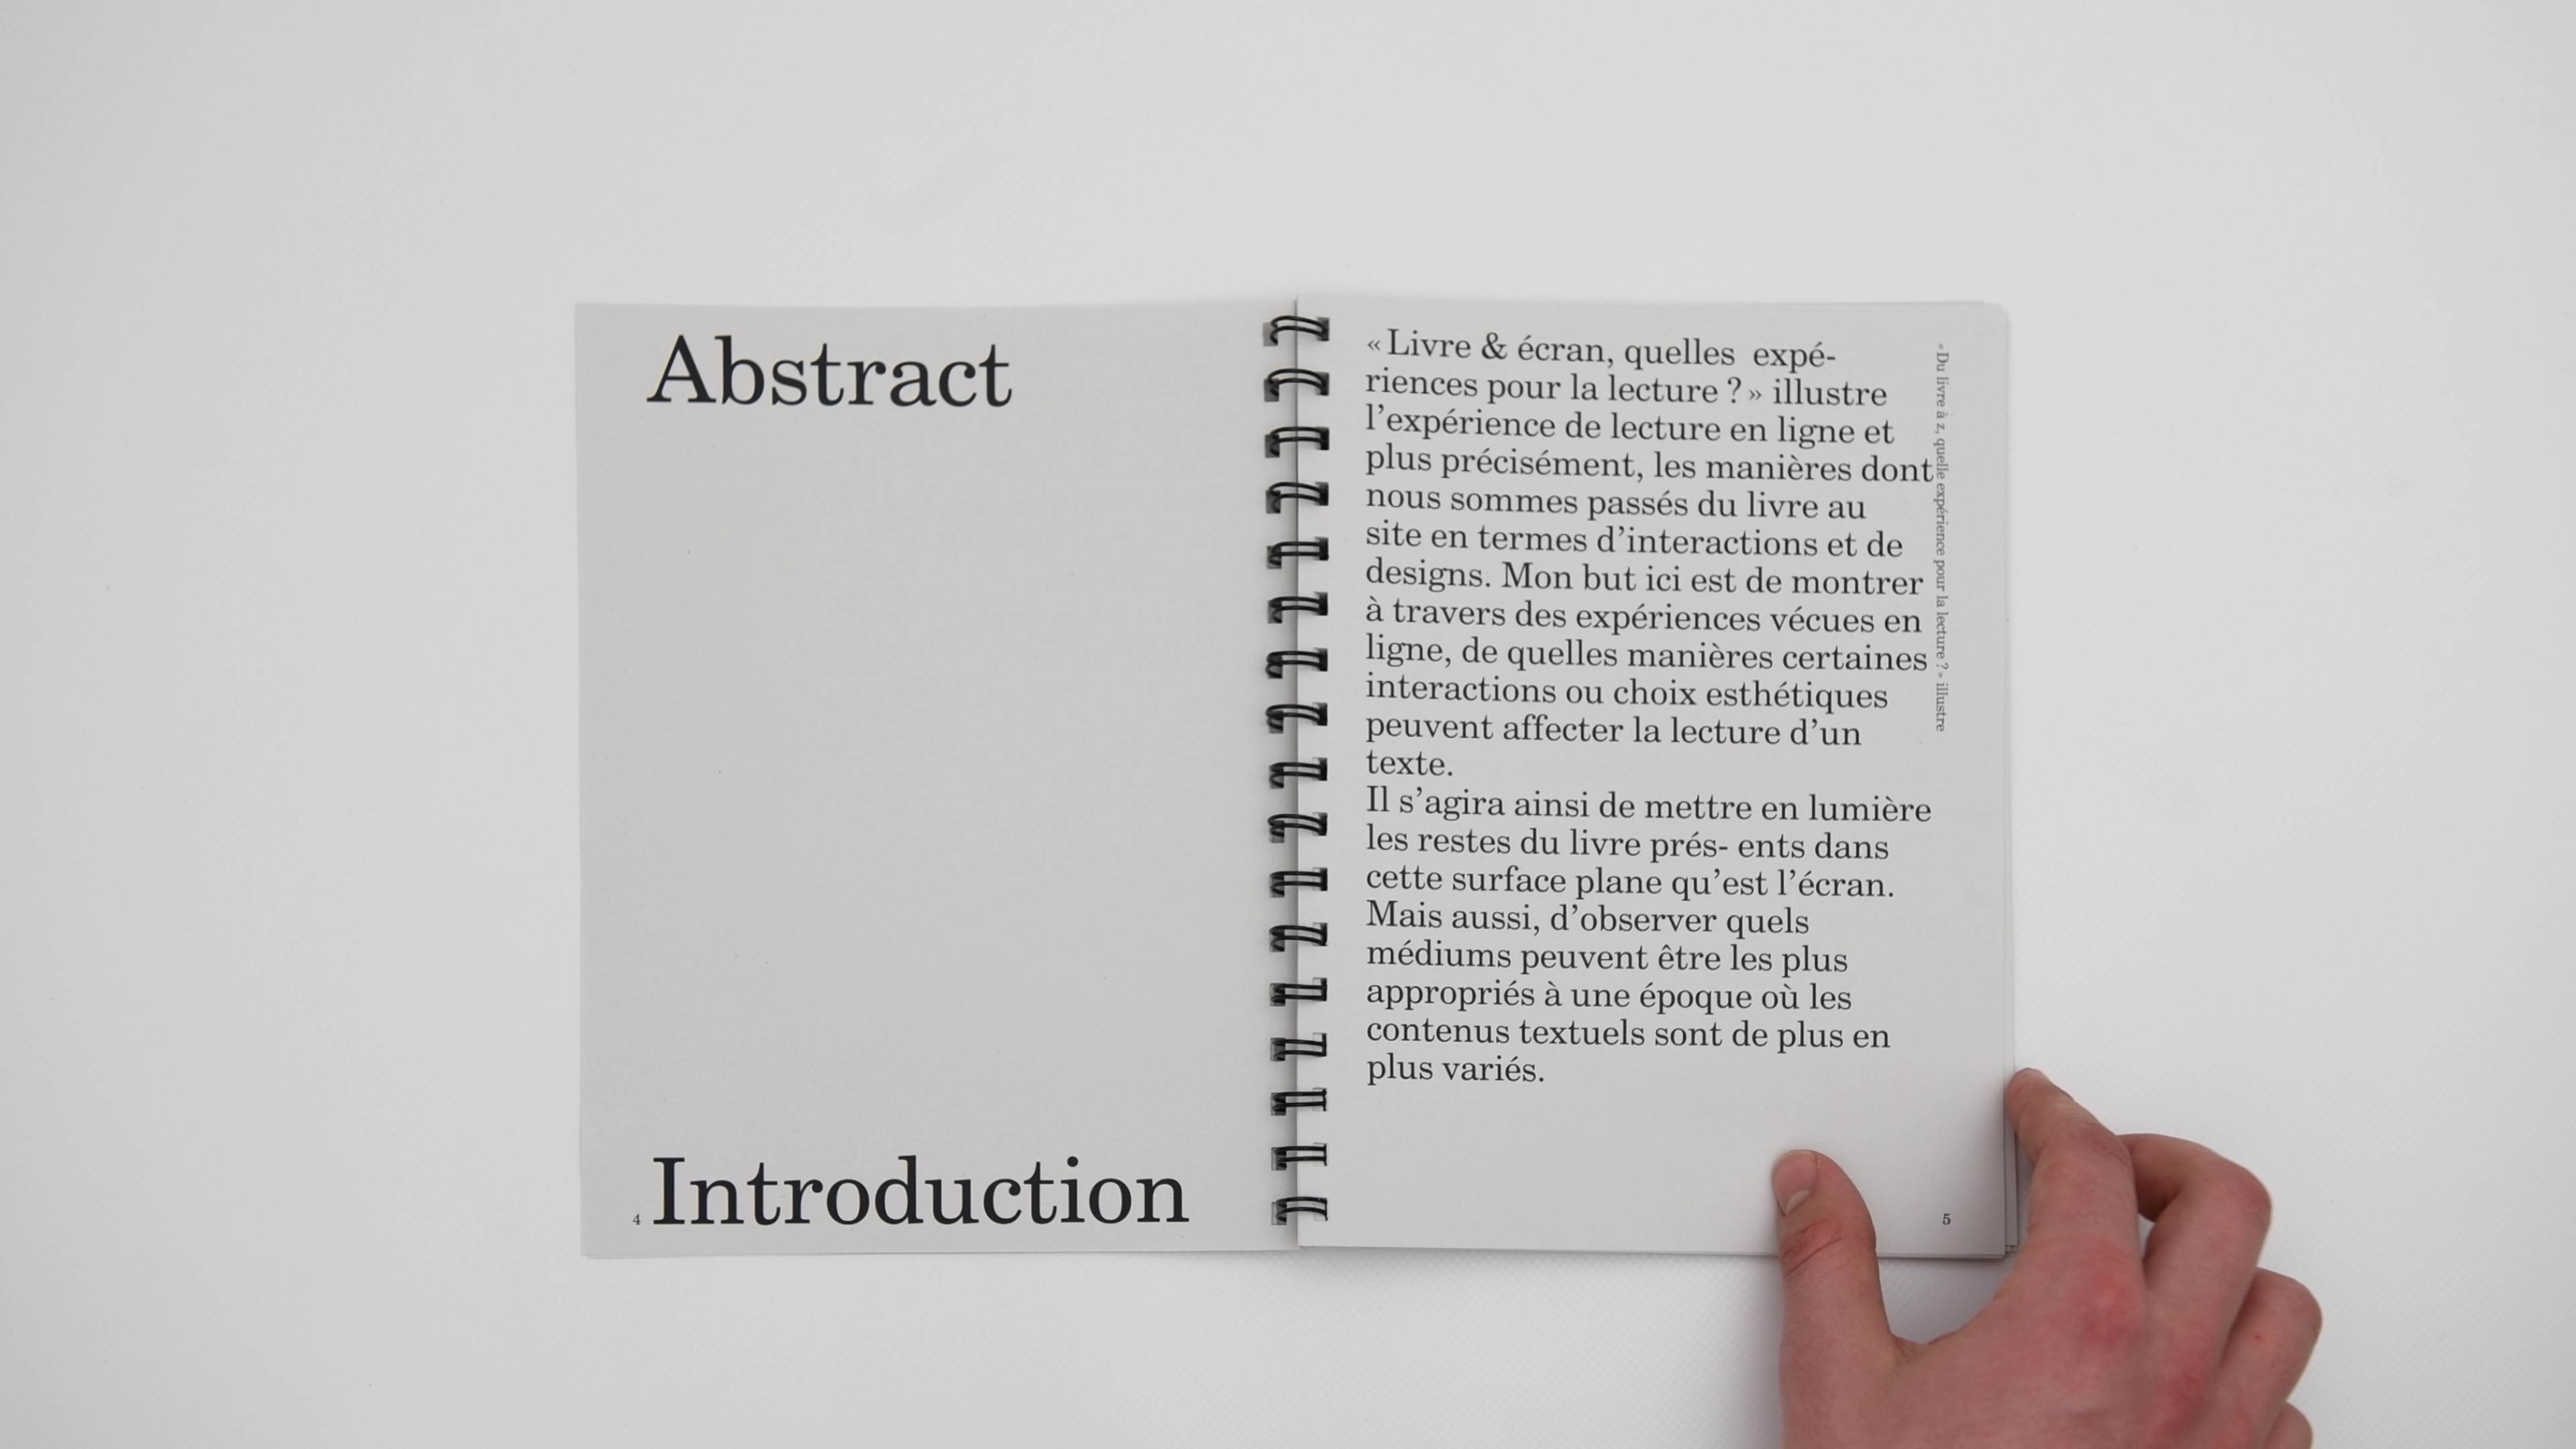 Abstract
4 Introduction
« Livre & écran, quelles expé-
riences pour la lecture ? » illustre
l’expérience de lecture en ligne et
plus précisément, les manières dont
nous sommes passés du livre au
site en termes d’interactions et de
designs. Mon but ici est de montrer
à travers des expériences vécues en
ligne, de quelles manières certaines
interactions ou choix esthétiques
peuvent affecter la lecture d’un
texte.
Il s’agira ainsi de mettre en lumière
les restes du livre prés- ents dans
cette surface plane qu’est l’écran.
Mais aussi, d’observer quels
médiums peuvent être les plus
appropriés à une époque où les
contenus textuels sont de plus en
plus variés.
« Du livre à z, quelle expérience pour la lecture ? » illustre
5